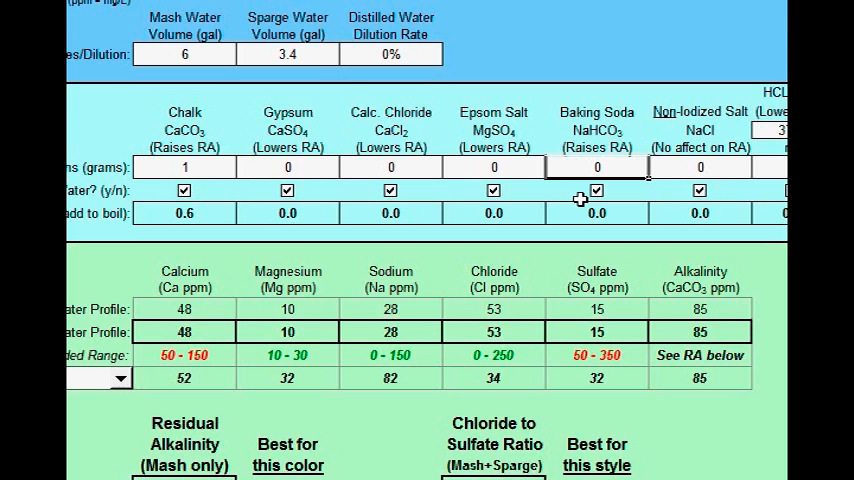 (ppm = mg/L)
Mash Water Sparge Water Distilled Water
Volume (gal) Volume (gal) Dilution Rate
es/Dilution: 6 3.4 0%
HCL
Chalk Gypsum Calc. Chloride Epsom Salt Baking Soda Non-Iodized Salt (Lowe
CaCO3 CaSO4 CaCl2 MgSO4 NaHCO3 NaCl 37
(Raises RA) (Lowers RA) (Lowers RA) (Lowers RA) (Raises RA) (No affect on RA)
ns (grams): 1 0 0 0 0 0
ater? (y/n):
add to boil): 0.6 0.0 0.0 0.0 0.0 0.0 0.
Calcium Magnesium Sodium Chloride Sulfate Alkalinity
(Ca ppm) (Mg ppm) (Na ppm) (Cl ppm) (SO4 ppm) (CaCO3 ppm)
ater Profile: 48 10 28 53 15 85
ater Profile: 48 10 28 53 15 85
ded Range: 50 - 150 10 - 30 0 - 150 0 - 250 50 - 350 See RA below
52 32 82 34 32 85
Residual Chloride to
Alkalinity Best for Sulfate Ratio Best for
(Mash only) this color (Mash+Sparge) this style